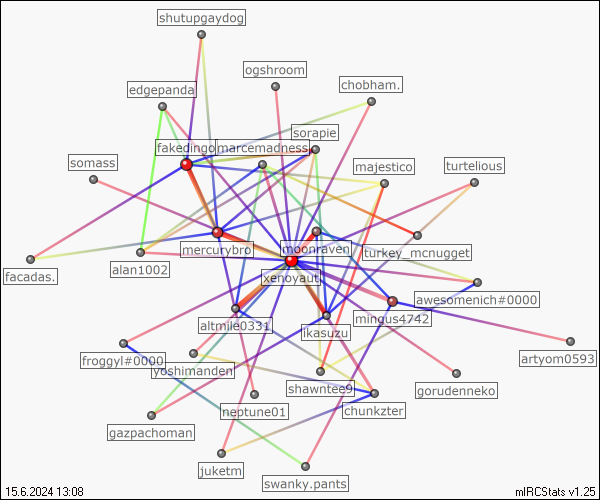 shutupgaydog
ogshroom
edgepanda
chobham.
sorapie
fakedingo
marcemadness
somass
majestico
turtelious
mercurybro
moonraven
turkey_mcnugget
facadas.
alan1002
xenoyaut.
awesomenich#0000
altmile0331
ikasuzu
mingus4742
froggyl#0000
artyom0593
yoshimanden
shawntee9
gorudenneko
neptune01
chunkzter
gazpachoman
juketm
swanky.pants
15.6.2024 13:08
mIRCStats v1.25